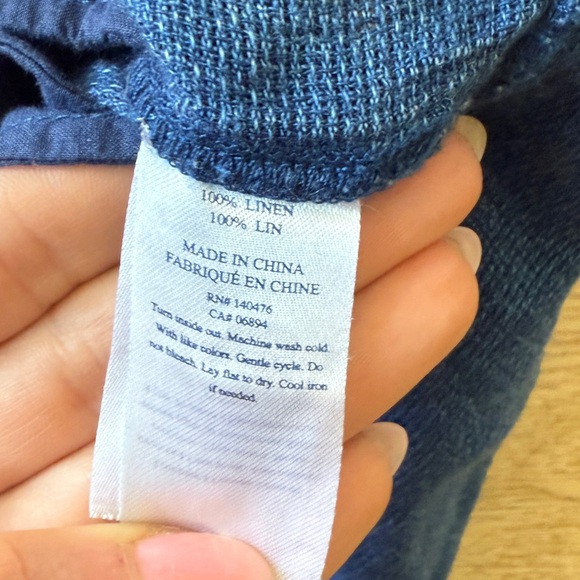 100% LINEN
100% LIN
MADE IN CHINA
FABRIQUÉ EN CHINE
RN# 140476
CA# 06894
Turn inside out. Machine wash cold.
With like colors. Gentle cycle. Do
not bleach. Lay flat to dry. Cool iron
if needed.